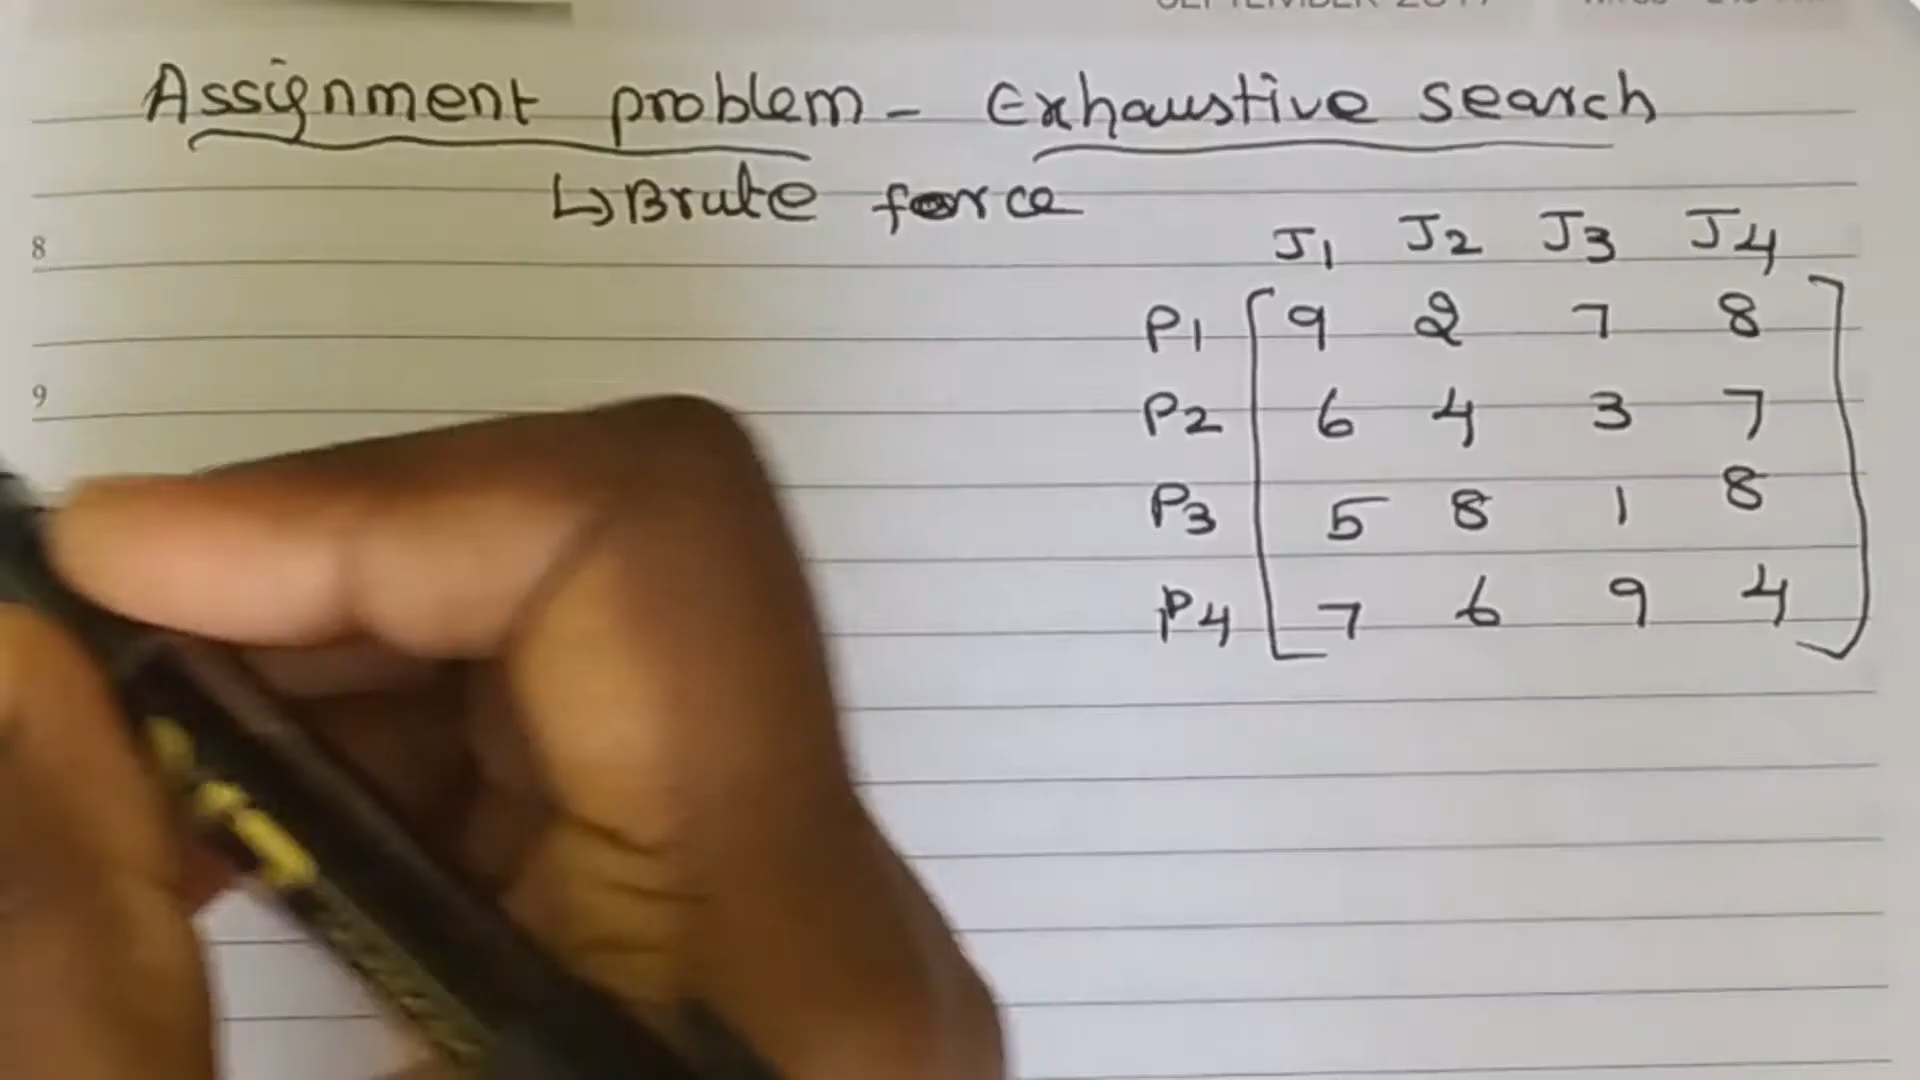 Assignment problem - Exhaustive search
↳ Brute force
8
J1 J2 J3 J4
P1 9 2 7 8
9
P2 6 4 3 7
P3 5 8 1 8
P4 7 6 9 4